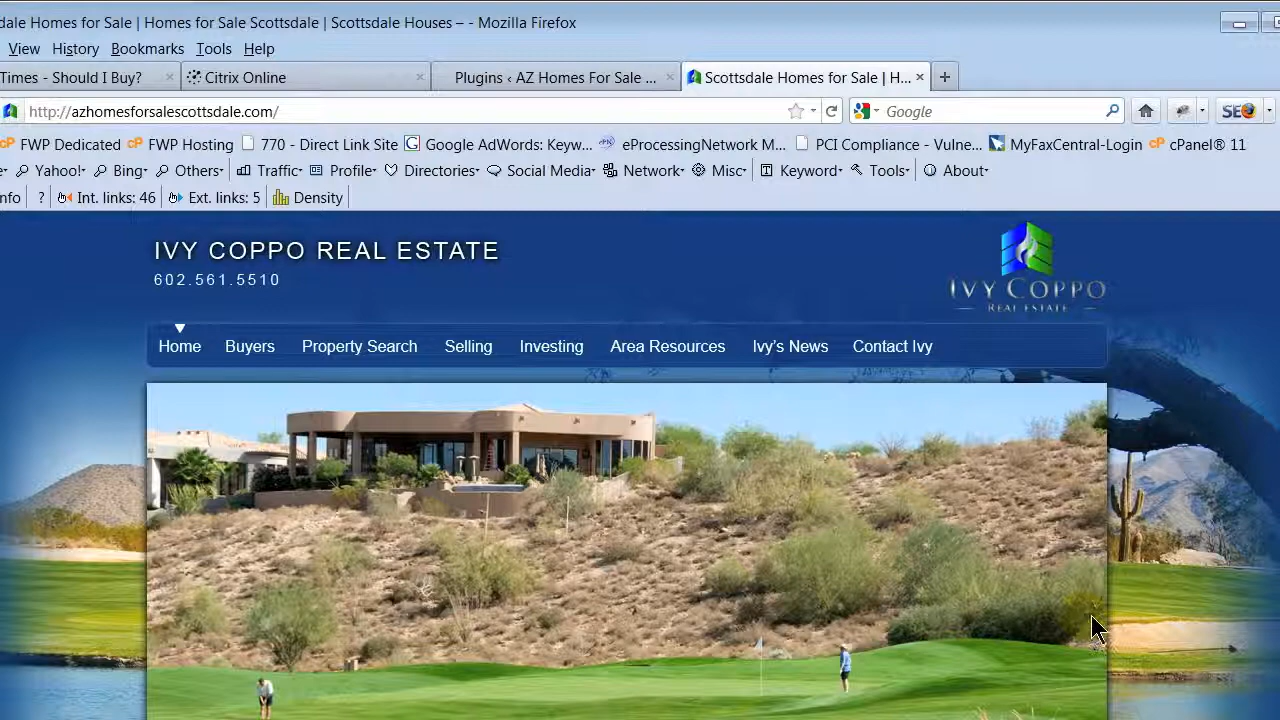 dale Homes for Sale | Homes for Sale Scottsdale | Scottsdale Houses – - Mozilla Firefox
View History Bookmarks Tools Help
Times - Should I Buy? × Citrix Online × Plugins ‹ AZ Homes For Sale ... × Scottsdale Homes for Sale | H... × +
http://azhomesforsalescottsdale.com/ Google SEO
cP FWP Dedicated cP FWP Hosting 770 - Direct Link Site G Google AdWords: Keyw... eProcessingNetwork M... PCI Compliance - Vulne... MyFaxCentral-Login cP cPanel® 11
Yahoo! Bing Others Traffic Profile Directories Social Media Network Misc Keyword Tools About
nfo ? Int. links: 46 Ext. links: 5 Density
IVY COPPO REAL ESTATE
602.561.5510
IVY COPPO
REAL ESTATE
Home Buyers Property Search Selling Investing Area Resources Ivy's News Contact Ivy